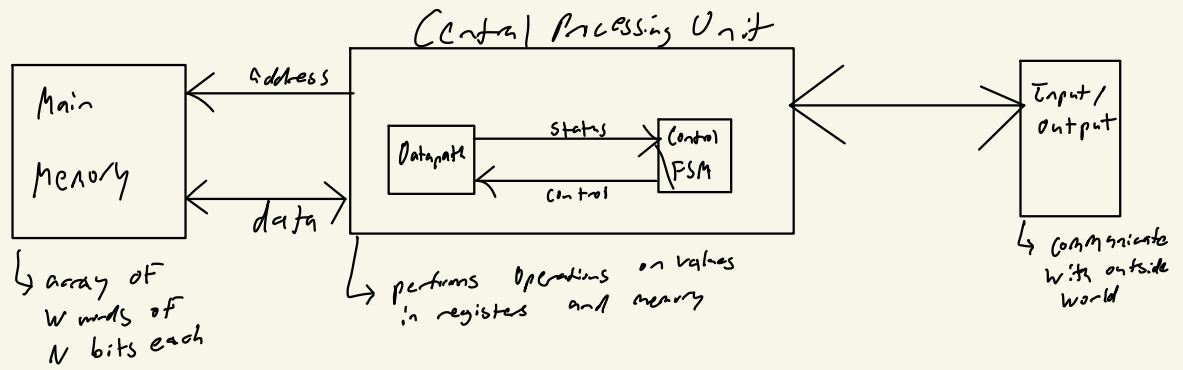 Central Processing Unit
Main
Memory
address
data
Datapath
status
control
Control
FSM
Input/
Output
array of
W words of
N bits each
performs operations on values
in registers and memory
communicate
with outside
world